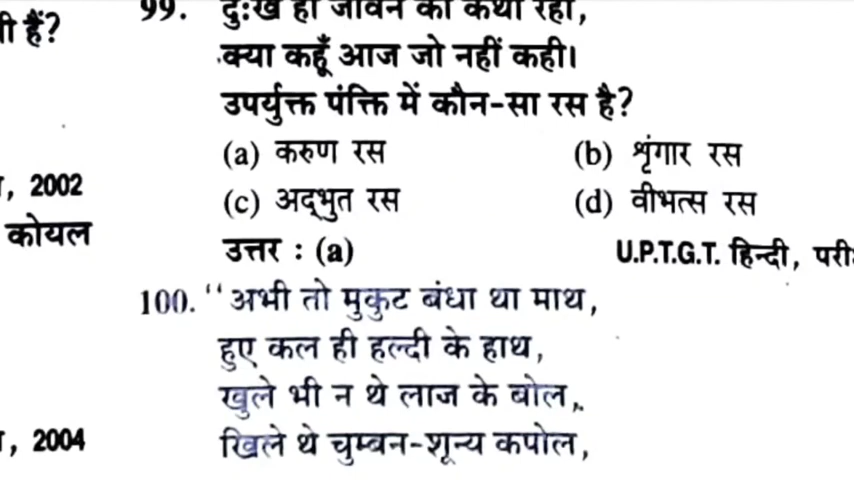 ी हैं?
99. दुःख ही जीवन की कथा रही,
क्या कहूँ आज जो नहीं कही।
उपर्युक्त पंक्ति में कौन-सा रस है?
(a) करुण रस (b) शृंगार रस
, 2002
(c) अद्भुत रस (d) वीभत्स रस
कोयल
उत्तर : (a) U.P.T.G.T. हिन्दी,
100. “अभी तो मुकुट बंधा था माथ,
हुए कल ही हल्दी के हाथ,
खुले भी न थे लाज के बोल,
, 2004
खिले थे चुम्बन-शून्य कपोल,